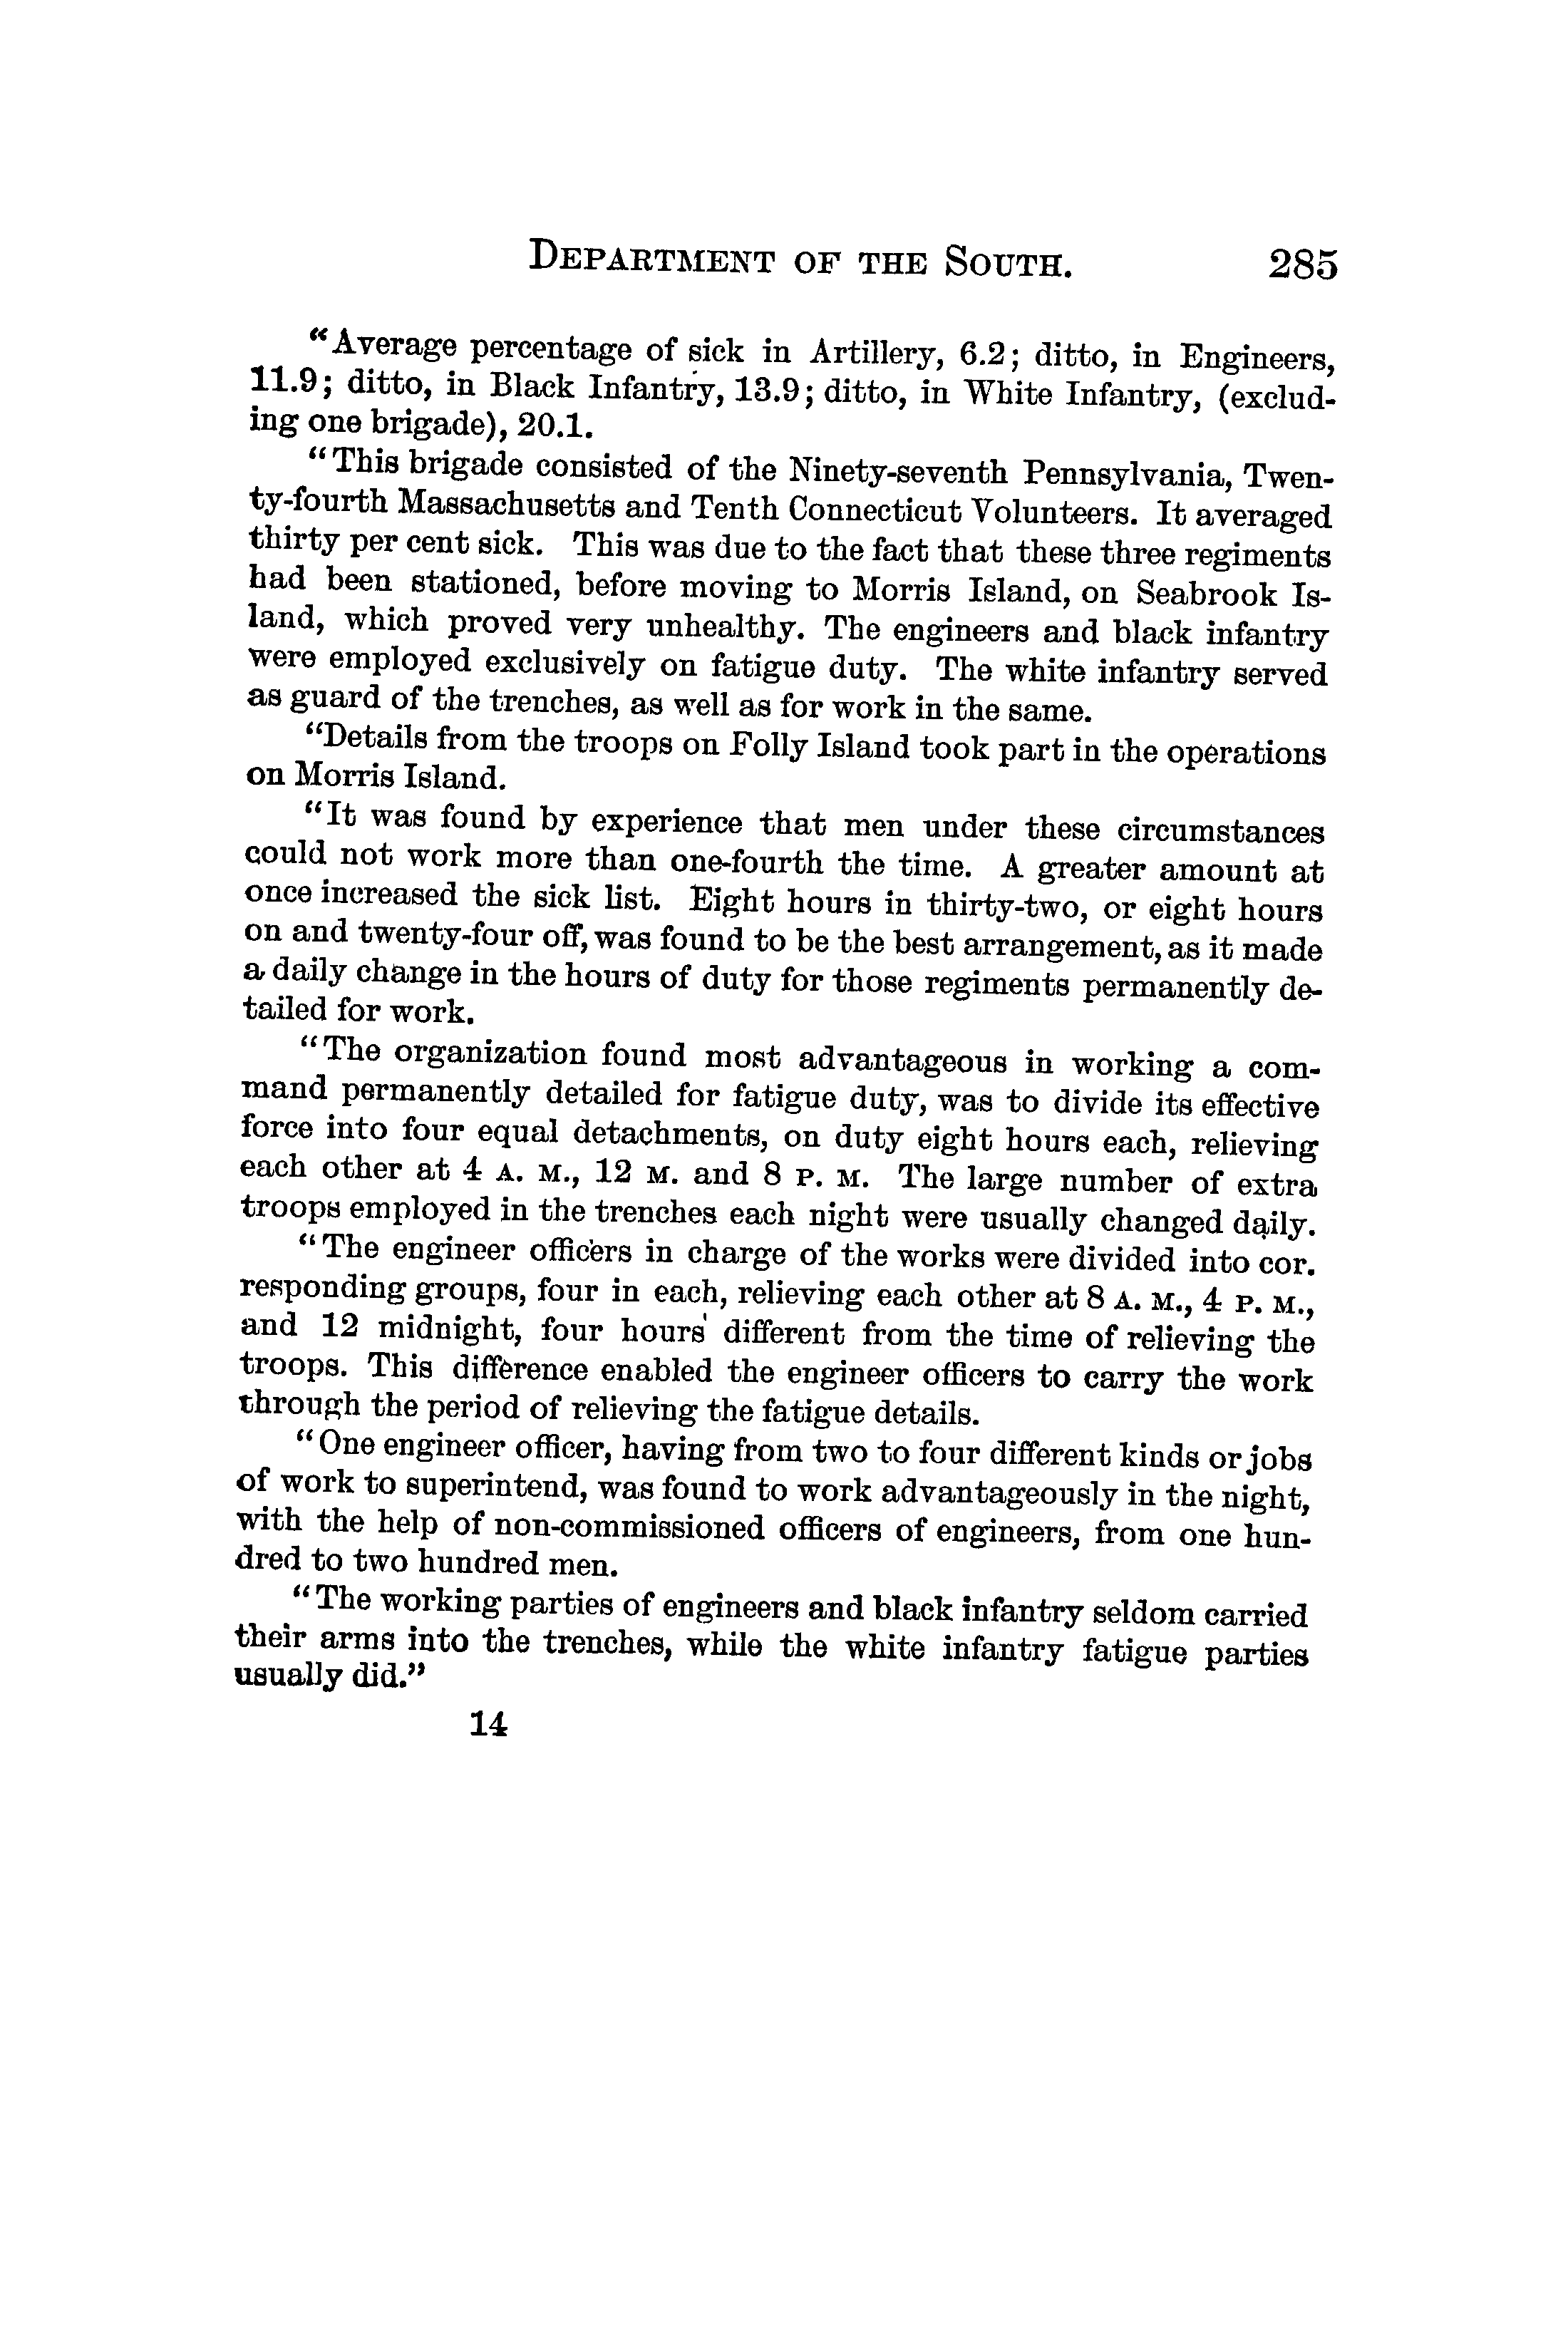 DEPARTMENT OF THE SOUTH. 285
“Average percentage of sick in Artillery, 6.2; ditto, in Engineers,
11.9; ditto, in Black Infantry, 13.9; ditto, in White Infantry, (exclud-
ing one brigade), 20.1.
“This brigade consisted of the Ninety-seventh Pennsylvania, Twen-
ty-fourth Massachusetts and Tenth Connecticut Volunteers. It averaged
thirty per cent sick. This was due to the fact that these three regiments
had been stationed, before moving to Morris Island, on Seabrook Is-
land, which proved very unhealthy. The engineers and black infantry
were employed exclusively on fatigue duty. The white infantry served
as guard of the trenches, as well as for work in the same.
“Details from the troops on Folly Island took part in the operations
on Morris Island.
“It was found by experience that men under these circumstances
could not work more than one-fourth the time. A greater amount at
once increased the sick list. Eight hours in thirty-two, or eight hours
on and twenty-four off, was found to be the best arrangement, as it made
a daily change in the hours of duty for those regiments permanently de-
tailed for work.
“The organization found most advantageous in working a com-
mand permanently detailed for fatigue duty, was to divide its effective
force into four equal detachments, on duty eight hours each, relieving
each other at 4 A. M., 12 M. and 8 P. M. The large number of extra
troops employed in the trenches each night were usually changed daily.
“The engineer officers in charge of the works were divided into cor.
responding groups, four in each, relieving each other at 8 A. M., 4 P. M.,
and 12 midnight, four hours' different from the time of relieving the
troops. This difference enabled the engineer officers to carry the work
through the period of relieving the fatigue details.
“One engineer officer, having from two to four different kinds or jobs
of work to superintend, was found to work advantageously in the night,
with the help of non-commissioned officers of engineers, from one hun-
dred to two hundred men.
“The working parties of engineers and black infantry seldom carried
their arms into the trenches, while the white infantry fatigue parties
usually did.”
14